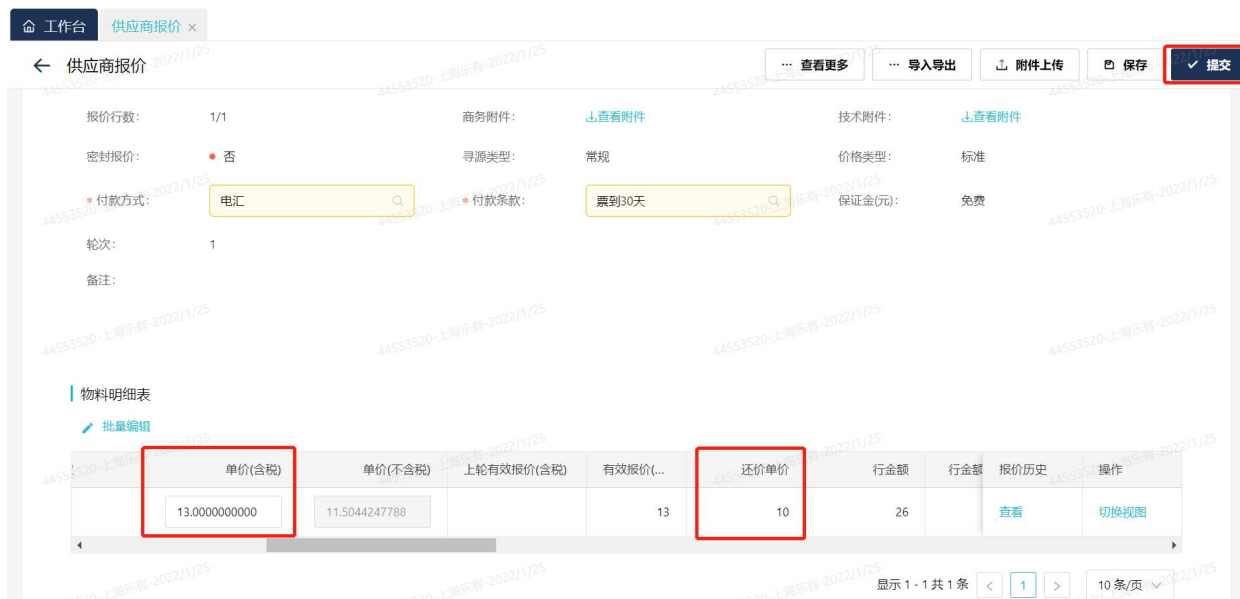 工作台 供应商报价 ×
← 供应商报价 ··· 查看更多 ··· 导入导出 附件上传 保存 提交
报价行数: 1/1 商务附件: 查看附件 技术附件: 查看附件
密封报价: 否 寻源类型: 常规 价格类型: 标准
* 付款方式: 电汇 * 付款条款: 票到30天 保证金(元): 免费
轮次: 1
备注:
44553520-上海乐有-2022/1/25
物料明细表
批量编辑
单价(含税) 单价(不含税) 上轮有效报价(含税) 有效报价(... 还价单价 行金额 行金额 报价历史 操作
13.0000000000 11.5044247788 13 10 26 查看 切换视图
显示 1 - 1 共 1 条 < 1 > 10 条/页